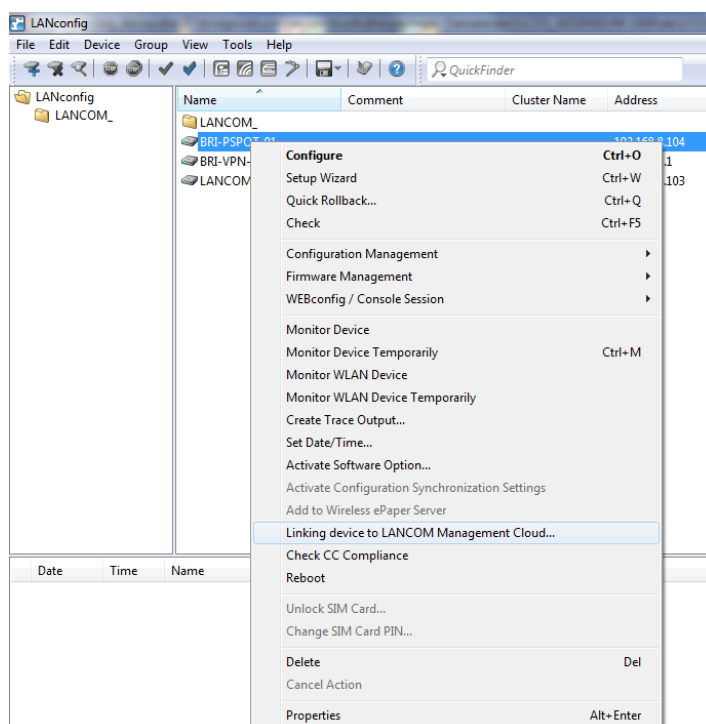 LANconfig
File Edit Device Group View Tools Help
QuickFinder
LANconfig
LANCOM_
Name Comment Cluster Name Address
LANCOM_
BRI-PSPOT-01 192.168.8.104
BRI-VPN- .1
LANCOM .103
Configure Ctrl+O
Setup Wizard Ctrl+W
Quick Rollback... Ctrl+Q
Check Ctrl+F5
Configuration Management
Firmware Management
WEBconfig / Console Session
Monitor Device
Monitor Device Temporarily Ctrl+M
Monitor WLAN Device
Monitor WLAN Device Temporarily
Create Trace Output...
Set Date/Time...
Activate Software Option...
Activate Configuration Synchronization Settings
Add to Wireless ePaper Server
Linking device to LANCOM Management Cloud...
Check CC Compliance
Reboot
Unlock SIM Card...
Change SIM Card PIN...
Delete Del
Cancel Action
Properties Alt+Enter
Date Time Name